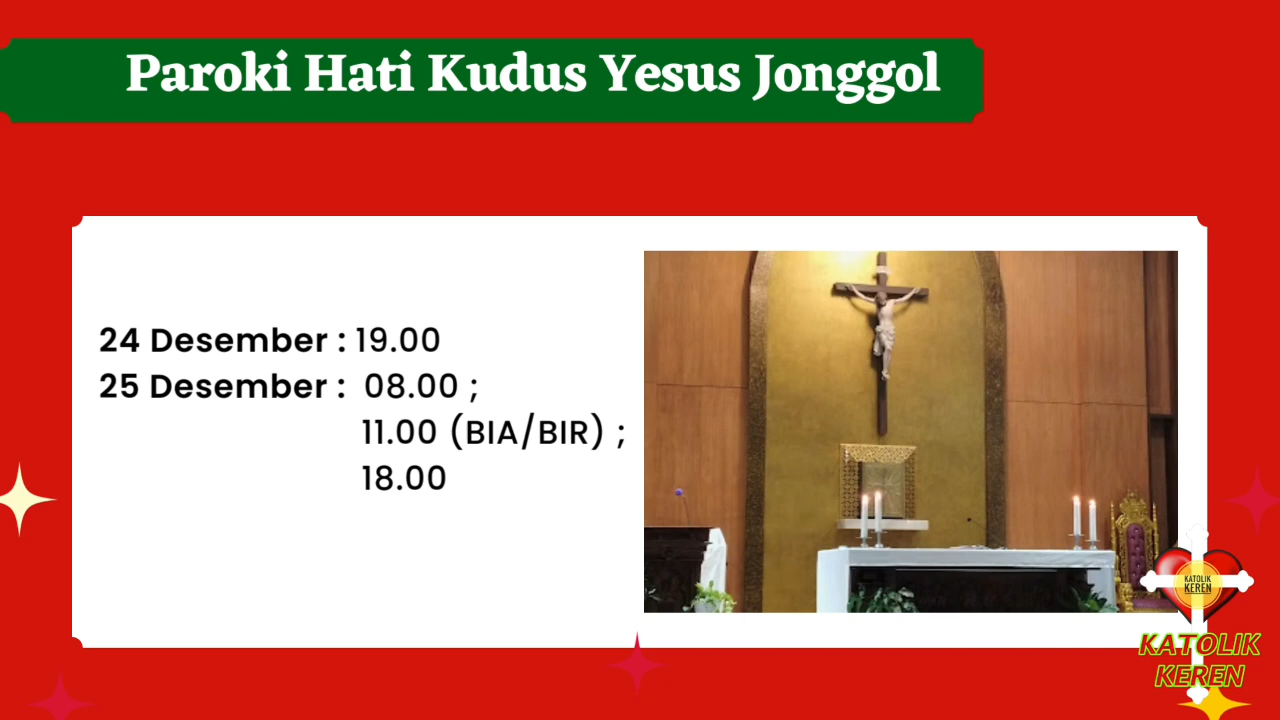 Paroki Hati Kudus Yesus Jonggol
24 Desember : 19.00
25 Desember : 08.00 ;
11.00 (BIA/BIR) ;
18.00
KATOLIK
KEREN
KATOLIK
KEREN